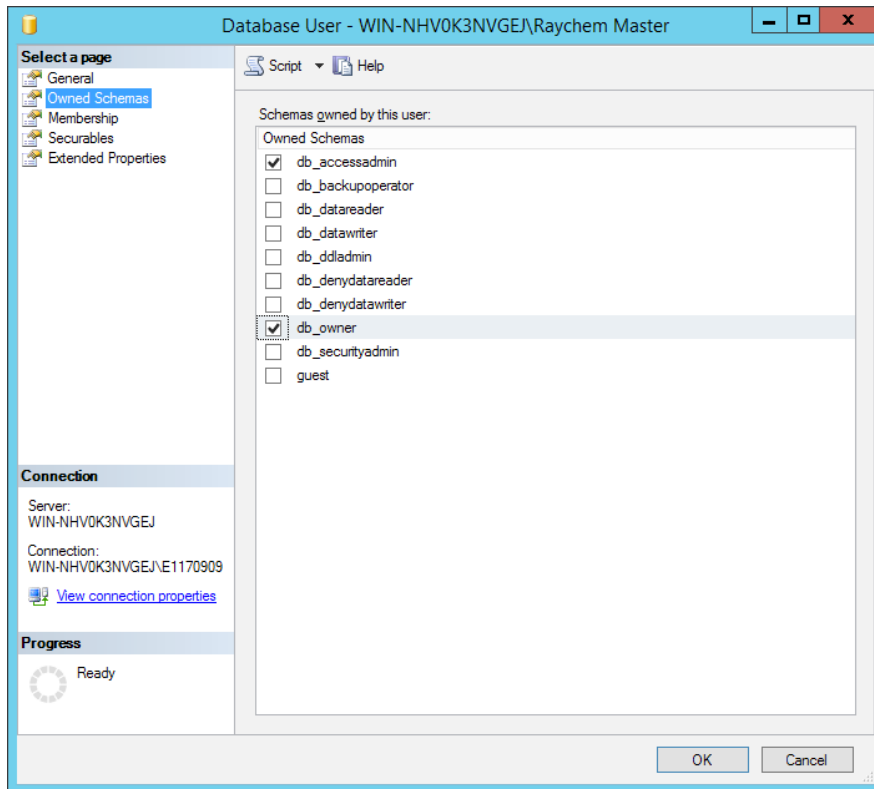 Database User - WIN-NHV0K3NVGEJ\Raychem Master
Select a page
General
Owned Schemas
Membership
Securables
Extended Properties
Script
Help
Schemas owned by this user:
Owned Schemas
db_accessadmin
db_backupoperator
db_datareader
db_datawriter
db_ddladmin
db_denydatareader
db_denydatawriter
db_owner
db_securityadmin
guest
Connection
Server:
WIN-NHV0K3NVGEJ
Connection:
WIN-NHV0K3NVGEJ\E1170909
View connection properties
Progress
Ready
OK
Cancel